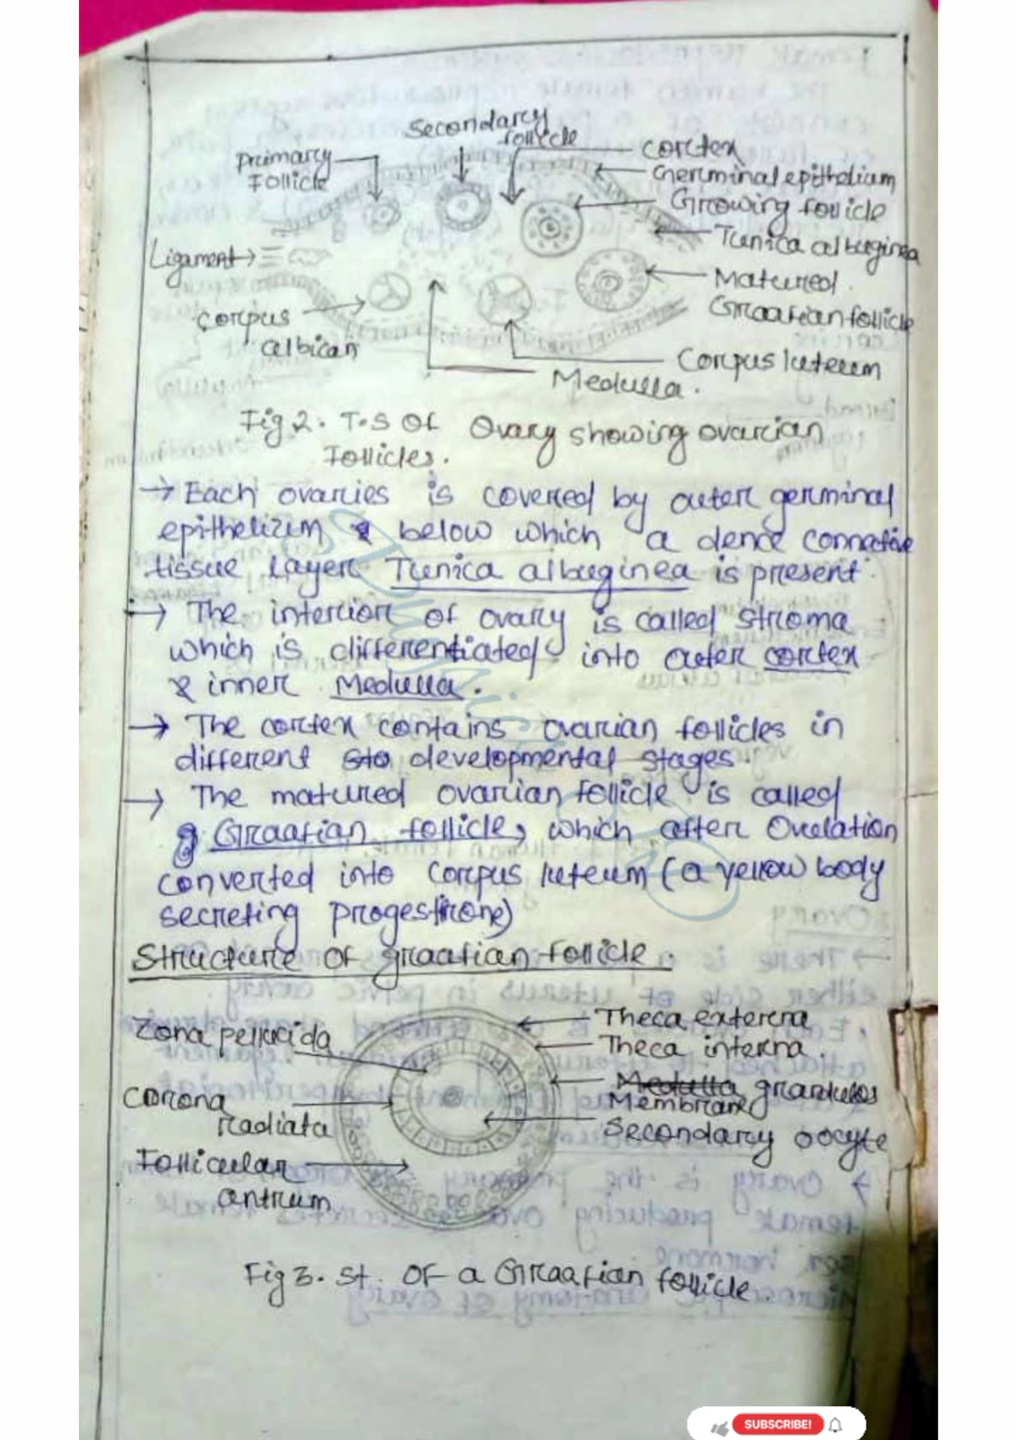 Secondary
follicle
Primary
Follicle
cortex
Germinal epithelium
Growing follicle
Tunica albuginea
Ligament
Matured
Graafian follicle
Corpus
albican
Corpus luteum
Medulla.
Fig 2. T.S Of Ovary showing ovarian
Follicles.
→ Each ovaries is covered by outer germinal
epithelium & below which a dence connective
tissue layer Tunica albuginea is present.
→ The interior of ovary is called stroma
which is differentiated into outer cortex
& inner Medulla.
→ The cortex contains ovarian follicles in
different sta developmental stages
→ The matured ovarian follicle is called
Graafian follicle, which after Ovulation
converted into Corpus luteum (a yellow body
secreting progestrone)
Structure of graafian follicle
Zona pellucida
Theca externa
Theca interna
Corona
radiata
Medulla granulos
Membrane
Secondary oocyte
Follicular
antrum
Fig 3. St. Of a Graafian follicle.
SUBSCRIBE!